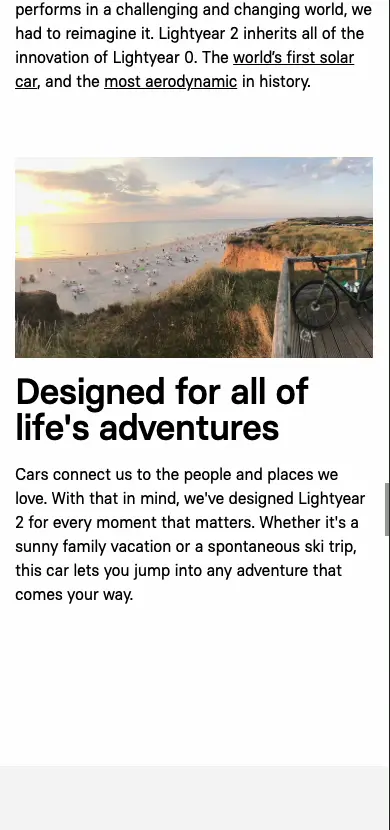 performs in a challenging and changing world, we
had to reimagine it. Lightyear 2 inherits all of the
innovation of Lightyear 0. The world's first solar
car, and the most aerodynamic in history.
Designed for all of
life's adventures
Cars connect us to the people and places we
love. With that in mind, we've designed Lightyear
2 for every moment that matters. Whether it's a
sunny family vacation or a spontaneous ski trip,
this car lets you jump into any adventure that
comes your way.